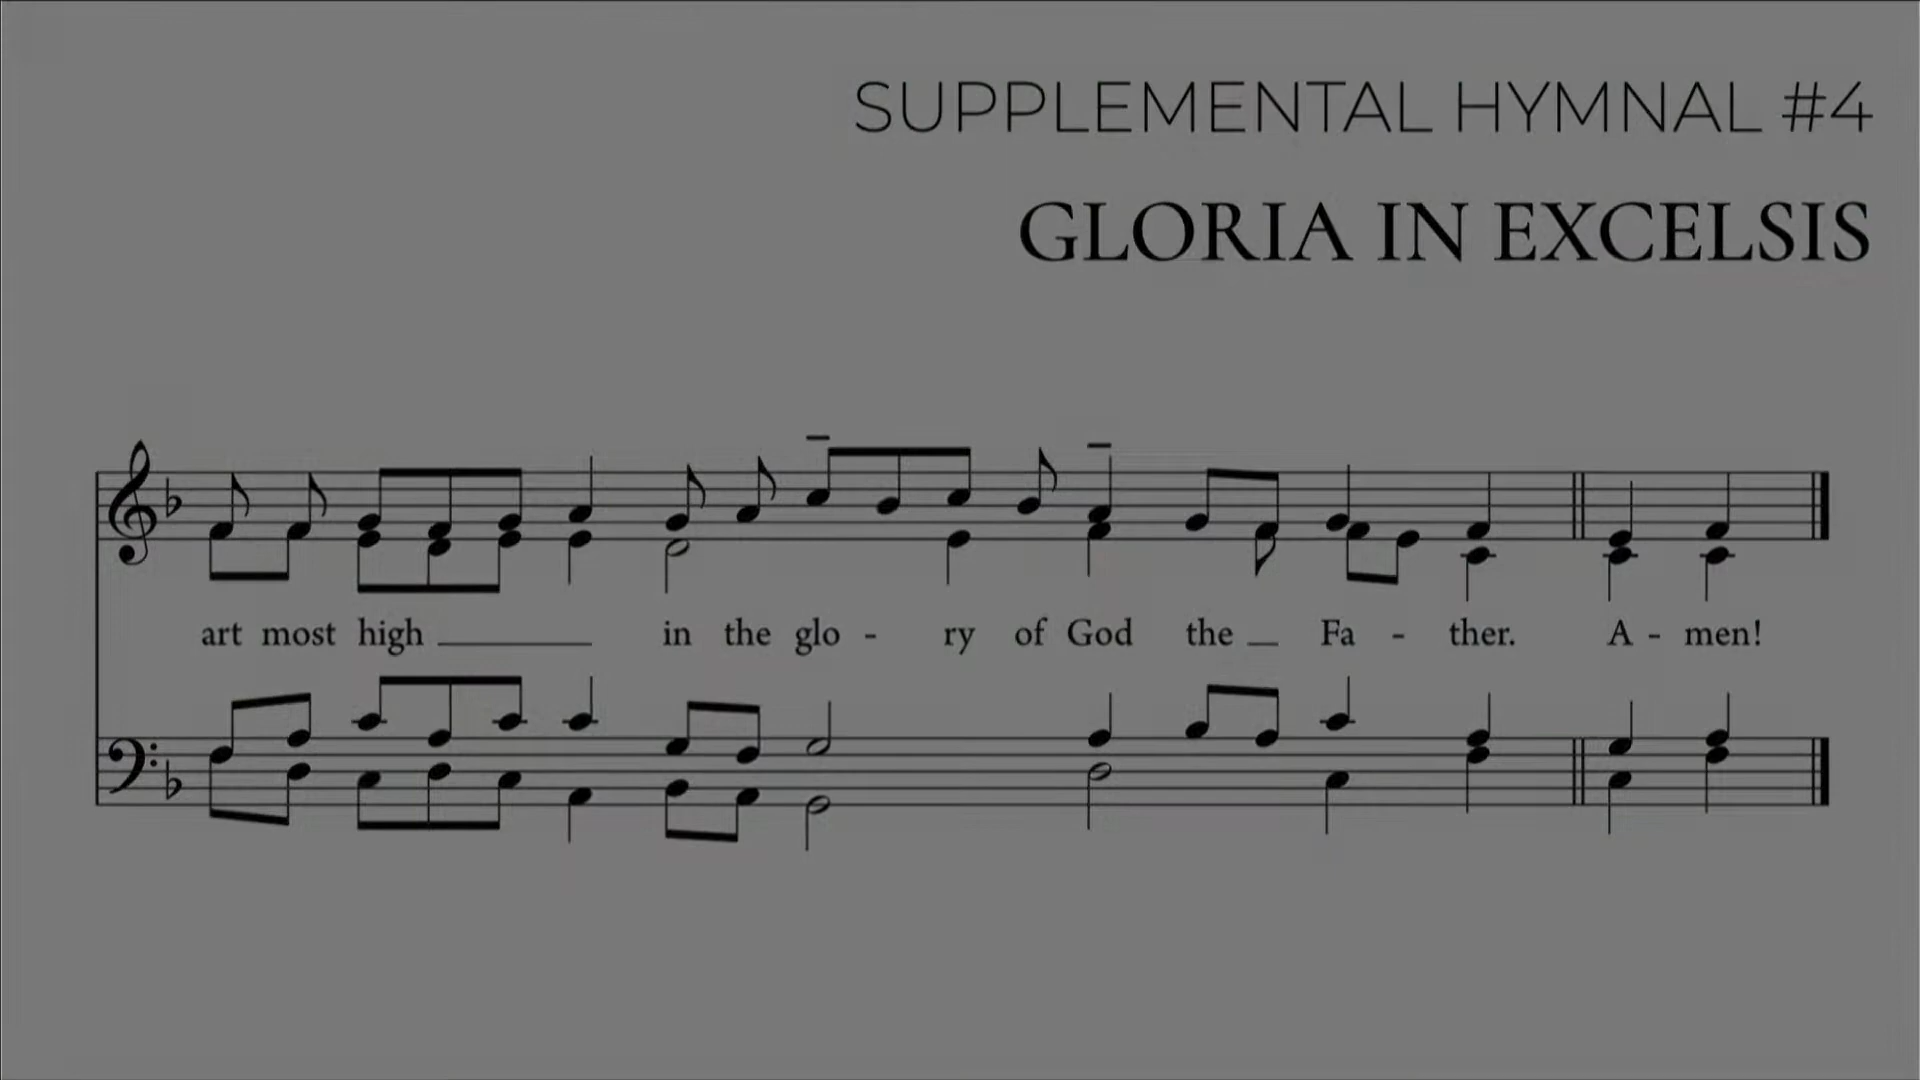 SUPPLEMENTAL HYMNAL #4
GLORIA IN EXCELSIS
art most high ________ in the glo - ry of God the _ Fa - ther. A - men!